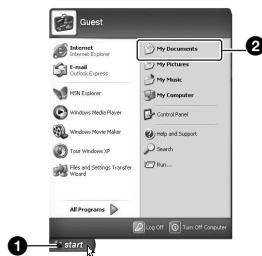 Guest
Internet
Internet Explorer
E-mail
Outlook Express
MSN Explorer
Windows Media Player
Windows Movie Maker
Tour Windows XP
Files and Settings Transfer
Wizard
All Programs
My Documents
My Pictures
My Music
My Computer
Control Panel
Help and Support
Search
Run...
Log Off
Turn Off Computer
start
1
2